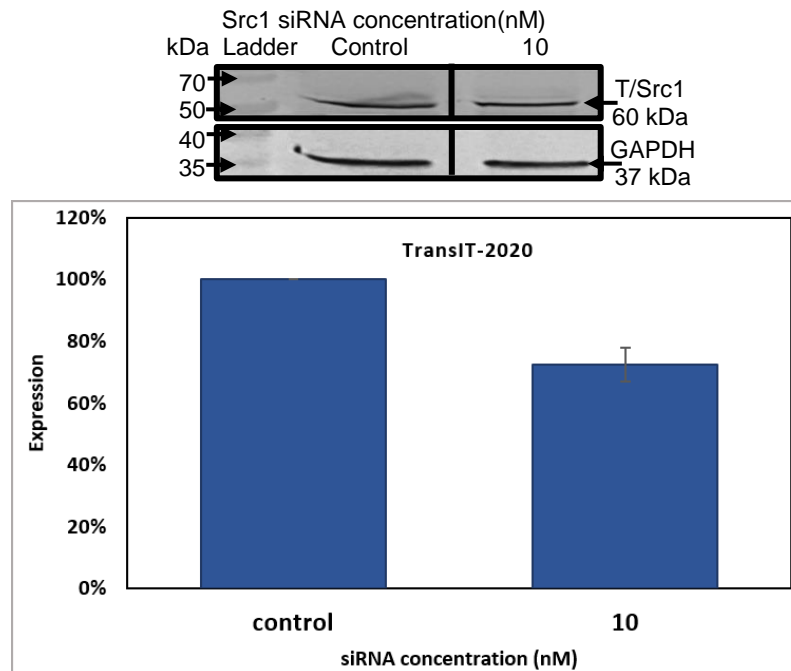 Src1 siRNA concentration(nM)
kDa Ladder Control 10
70
50
T/Src1
60 kDa
40
35
GAPDH
37 kDa
120%
TransIT-2020
100%
80%
60%
40%
20%
0%
Expression
control 10
siRNA concentration (nM)